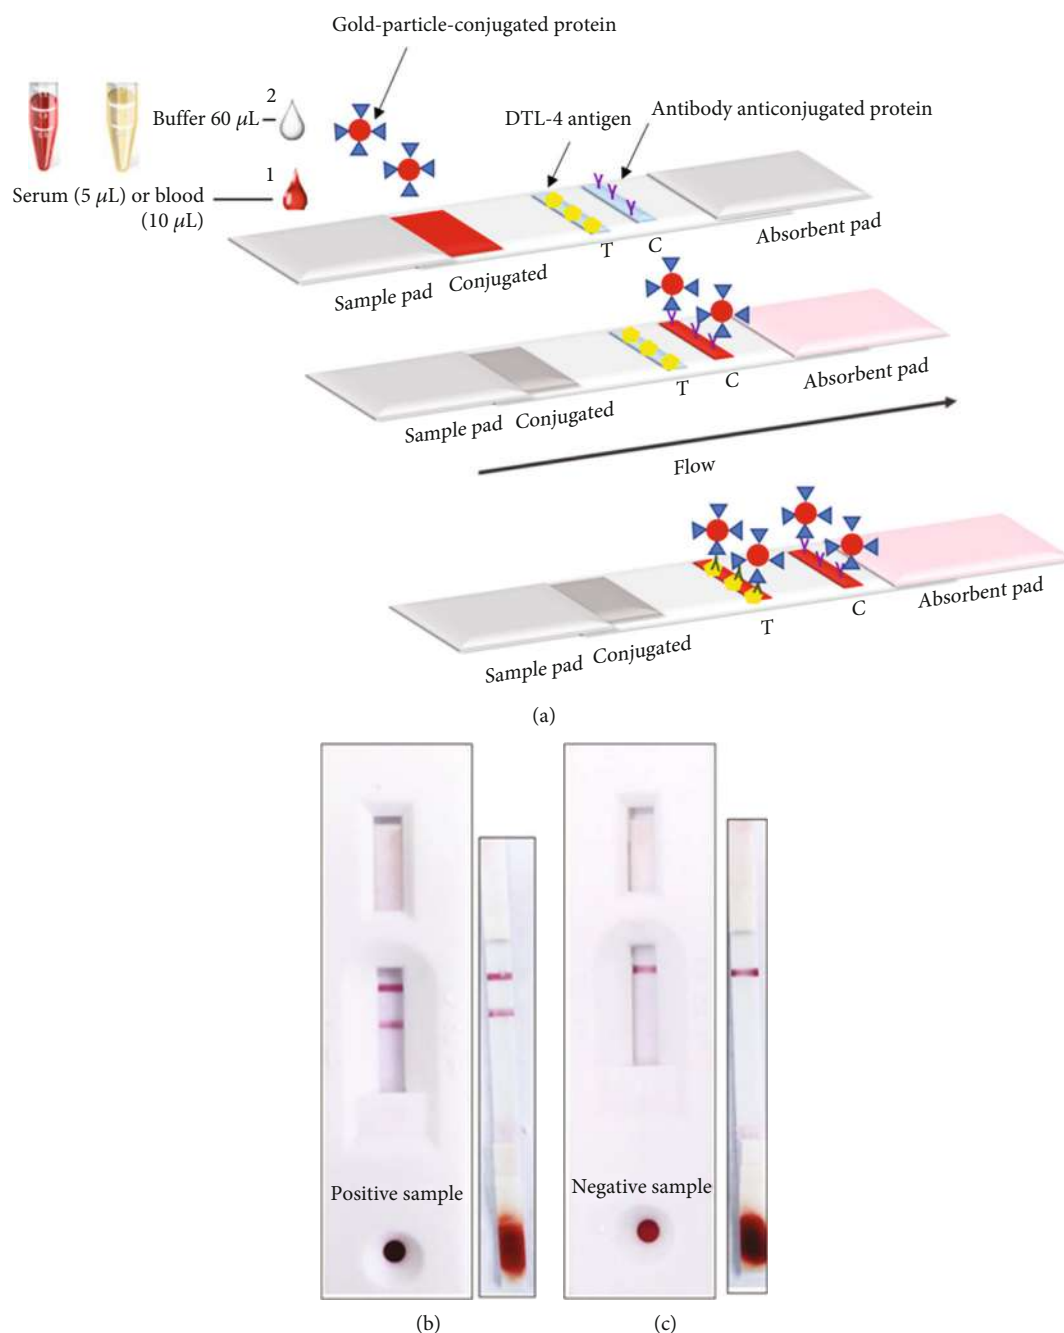 Gold-particle-conjugated protein
2
Buffer 60 μL
DTL-4 antigen
Antibody anticonjugated protein
1
Serum (5 μL) or blood
(10 μL)
Sample pad
Conjugated
T
C
Absorbent pad
Sample pad
Conjugated
T
C
Absorbent pad
Flow
Sample pad
Conjugated
T
C
Absorbent pad
(a)
Positive sample
Negative sample
(b)
(c)